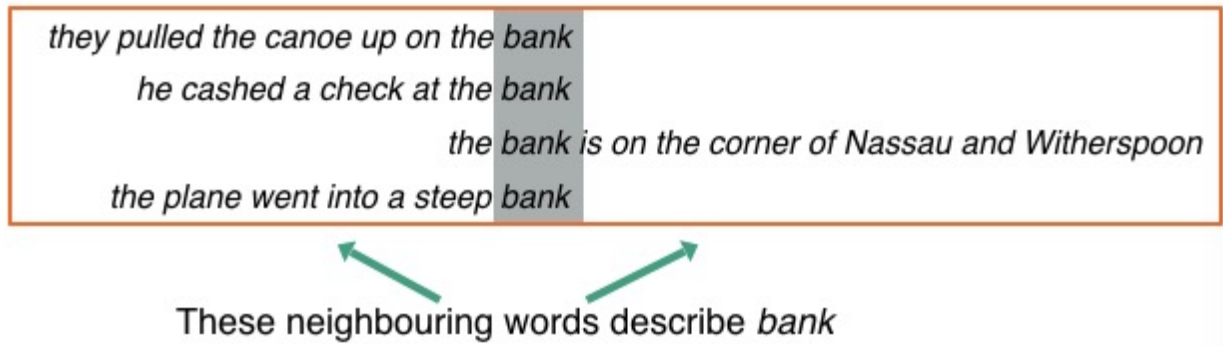 they pulled the canoe up on the bank
he cashed a check at the bank
the bank is on the corner of Nassau and Witherspoon
the plane went into a steep bank
These neighbouring words describe bank